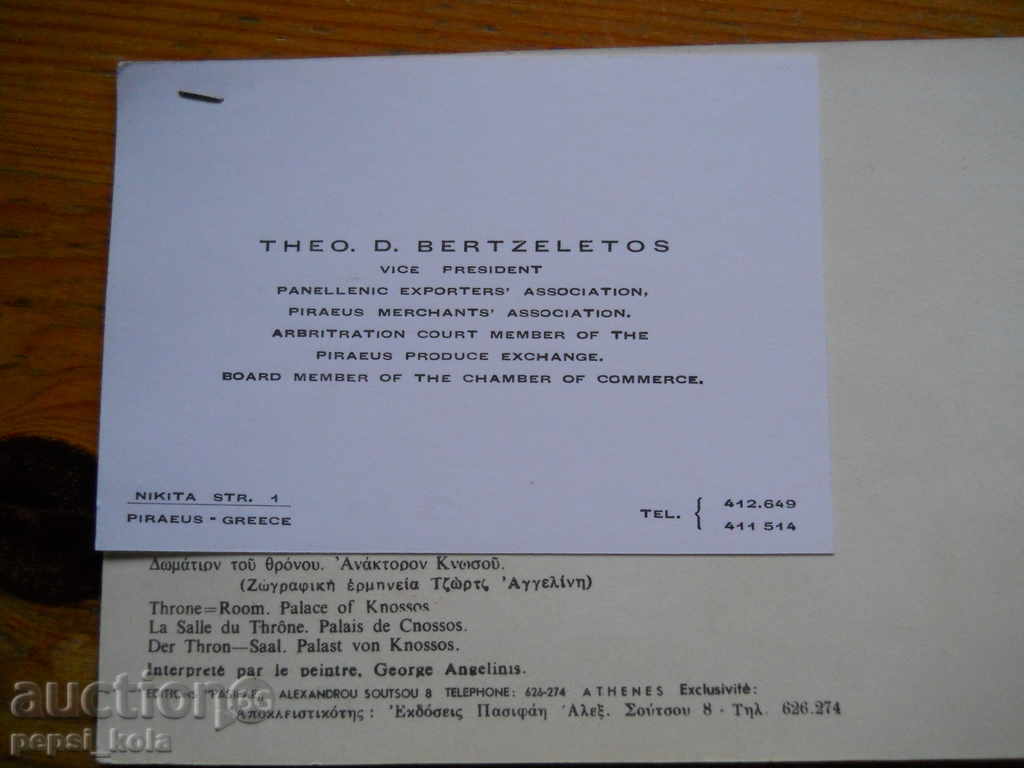 THEO. D. BERTZELETOS
VICE PRESIDENT
PANELLENIC EXPORTERS' ASSOCIATION,
PIRAEUS MERCHANTS' ASSOCIATION.
ARBRITRATION COURT MEMBER OF THE
PIRAEUS PRODUCE EXCHANGE.
BOARD MEMBER OF THE CHAMBER OF COMMERCE.
NIKITA STR. 1
PIRAEUS - GREECE
TEL. { 412.649
411 514
Δωμάτιον τοῦ θρόνου. Ἀνάκτορον Κνωσοῦ.
(Ζωγραφικὴ ἑρμηνεία Τζὼρτζ Ἀγγελίνη)
Throne=Room. Palace of Knossos
La Salle du Thrône. Palais de Cnossos.
Der Thron—Saal. Palast von Knossos.
Interpreté par le peintre, George Angelinis.
ALEXANDROU SOUTSOU 8 TELEPHONE: 626-274 ATHENES Exclusivité:
Ἀποκλειστικότης : Ἐκδόσεις Πασιφάη Ἀλεξ. Σούτσου 8 - Τηλ. 626.274
auction
pepsi_kola